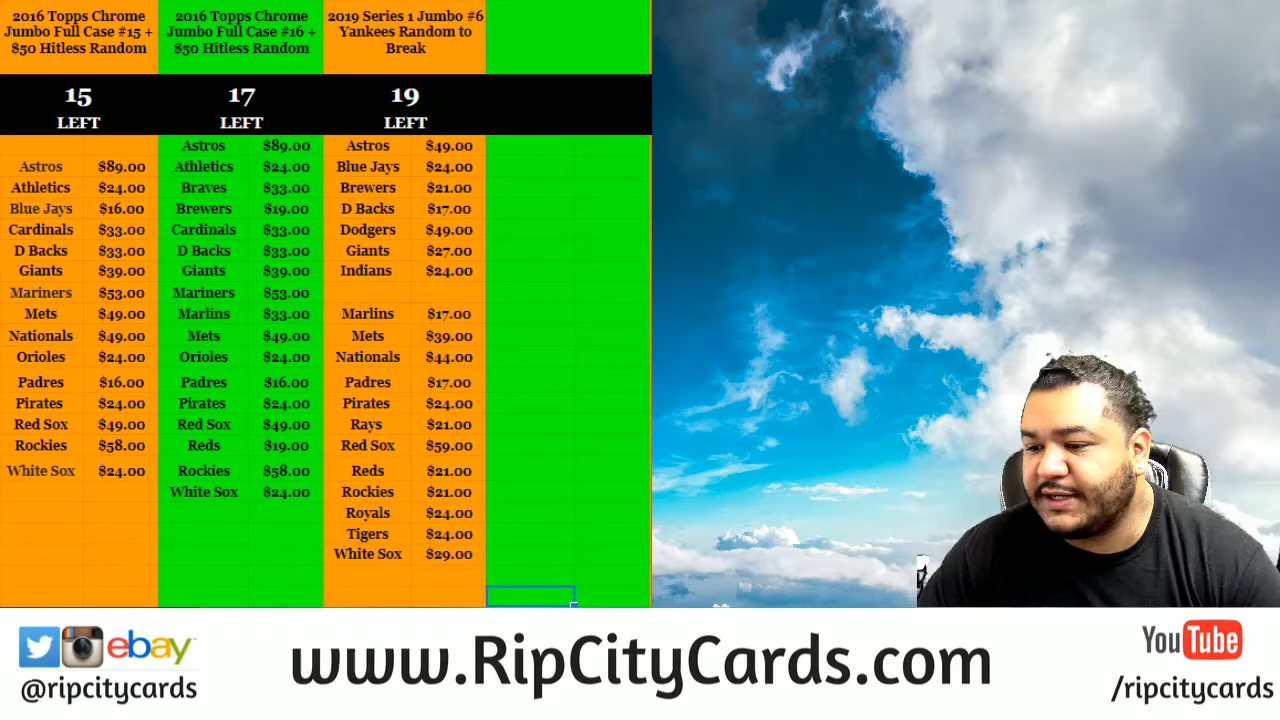 2016 Topps Chrome
Jumbo Full Case #15 +
$50 Hitless Random
15
LEFT
Astros $89.00
Athletics $24.00
Blue Jays $16.00
Cardinals $33.00
D Backs $33.00
Giants $39.00
Mariners $53.00
Mets $49.00
Nationals $49.00
Orioles $24.00
Padres $16.00
Pirates $24.00
Red Sox $49.00
Rockies $58.00
White Sox $24.00
2016 Topps Chrome
Jumbo Full Case #16 +
$50 Hitless Random
17
LEFT
Astros $89.00
Athletics $24.00
Braves $33.00
Brewers $19.00
Cardinals $33.00
D Backs $33.00
Giants $39.00
Mariners $53.00
Marlins $33.00
Mets $49.00
Orioles $24.00
Padres $16.00
Pirates $24.00
Red Sox $49.00
Reds $19.00
Rockies $58.00
White Sox $24.00
2019 Series 1 Jumbo #6
Yankees Random to
Break
19
LEFT
Astros $49.00
Blue Jays $24.00
Brewers $21.00
D Backs $17.00
Dodgers $49.00
Giants $27.00
Indians $24.00
Marlins $17.00
Mets $39.00
Nationals $44.00
Padres $17.00
Pirates $24.00
Rays $21.00
Red Sox $59.00
Reds $21.00
Rockies $21.00
Royals $24.00
Tigers $24.00
White Sox $29.00
ebay
@ripcitycards
www.RipCityCards.com
YouTube
/ripcitycards